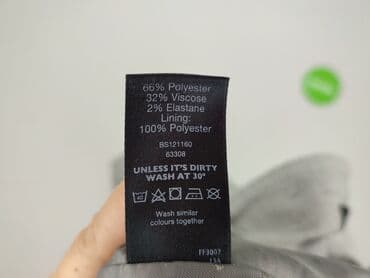 66% Polyester
32% Viscose
2% Elastane
Lining:
100% Polyester
BS121160
63308
UNLESS IT'S DIRTY
WASH AT 30°
Wash similar
colours together
FF3007